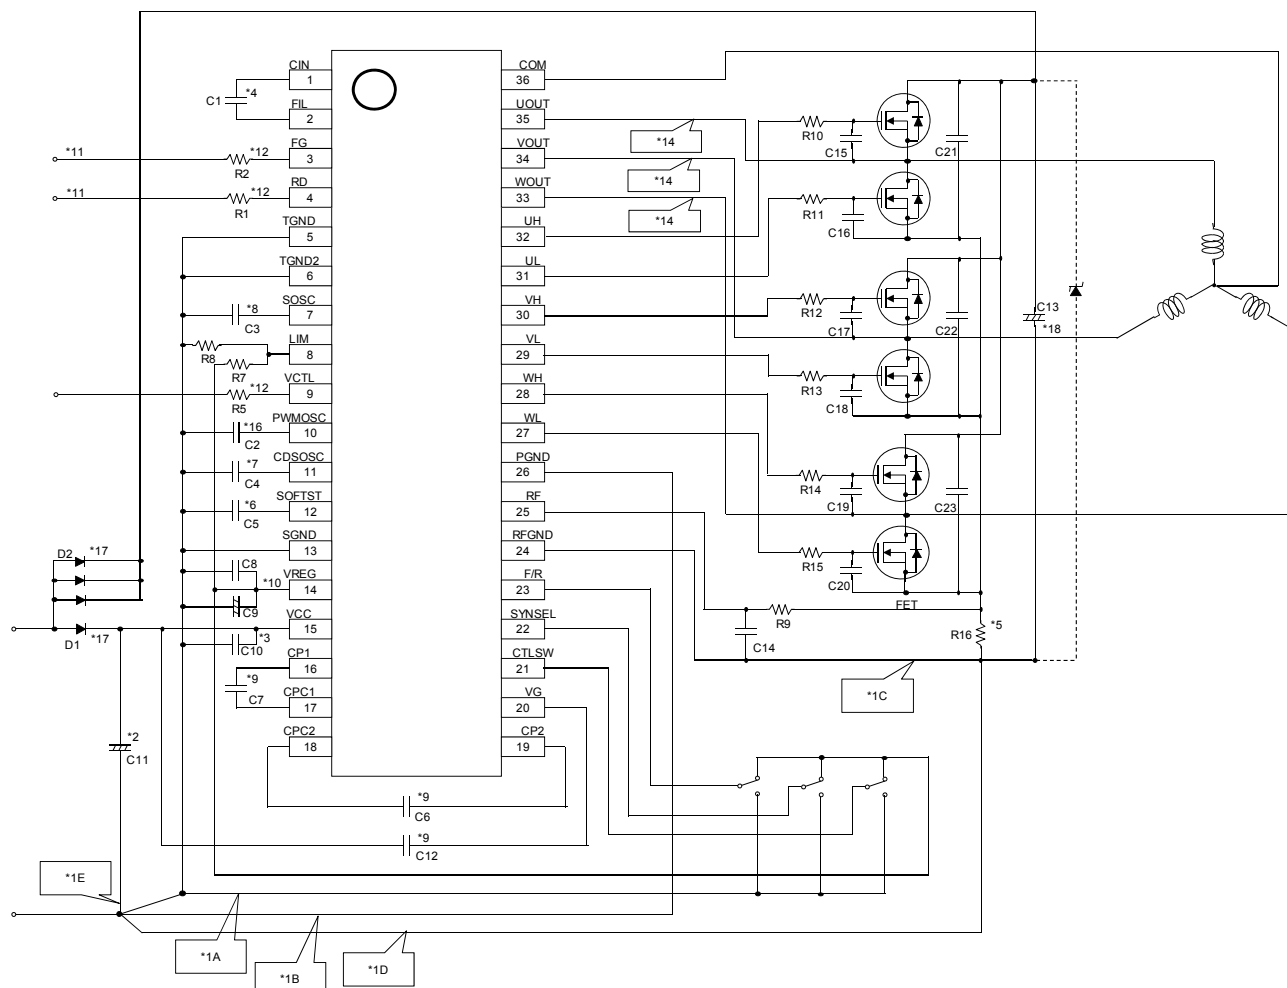 CIN
1
COM
36
C1
*4
FIL
2
UOUT
35
*14
R10
C15
C21
*11
R2
*12
FG
3
VOUT
34
*14
*11
R1
*12
RD
4
WOUT
33
*14
R11
C16
TGND
5
UH
32
TGND2
6
UL
31
*8
C3
SOSC
7
VH
30
R12
C17
C22
C13
*18
R8
R7
LIM
8
VL
29
R13
C18
R5
*12
VCTL
9
WH
28
*16
C2
PWMOSC
10
WL
27
*7
C4
CDSOSC
11
PGND
26
R14
C19
C23
*6
C5
SOFTST
12
RF
25
SGND
13
RFGND
24
R15
C20
D2
*17
C8
*10
C9
VREG
14
F/R
23
FET
D1
*17
*3
C10
VCC
15
SYNSEL
22
C14
R9
R16
*5
CP1
16
CTLSW
21
*1C
*9
C7
CPC1
17
VG
20
CPC2
18
CP2
19
*2
C11
*9
C6
*9
C12
*1E
*1A
*1B
*1D